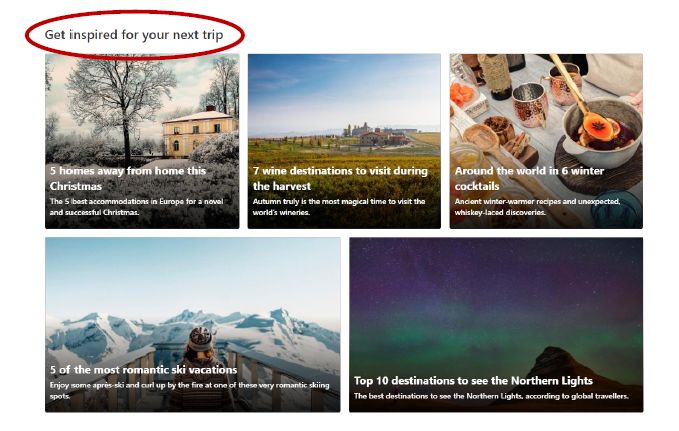 Get inspired for your next trip
5 homes away from home this
Christmas
The 5 best accommodations in Europe for a novel
and successful Christmas.
7 wine destinations to visit during
the harvest
Autumn truly is the most magical time to visit the
world's wineries.
Around the world in 6 winter
cocktails
Ancient winter-warmer recipes and unexpected,
whiskey-laced discoveries.
5 of the most romantic ski vacations
Enjoy some après-ski and curl up by the fire at one of these very romantic skiing
spots.
Top 10 destinations to see the Northern Lights
The best destinations to see the Northern Lights, according to global travellers.